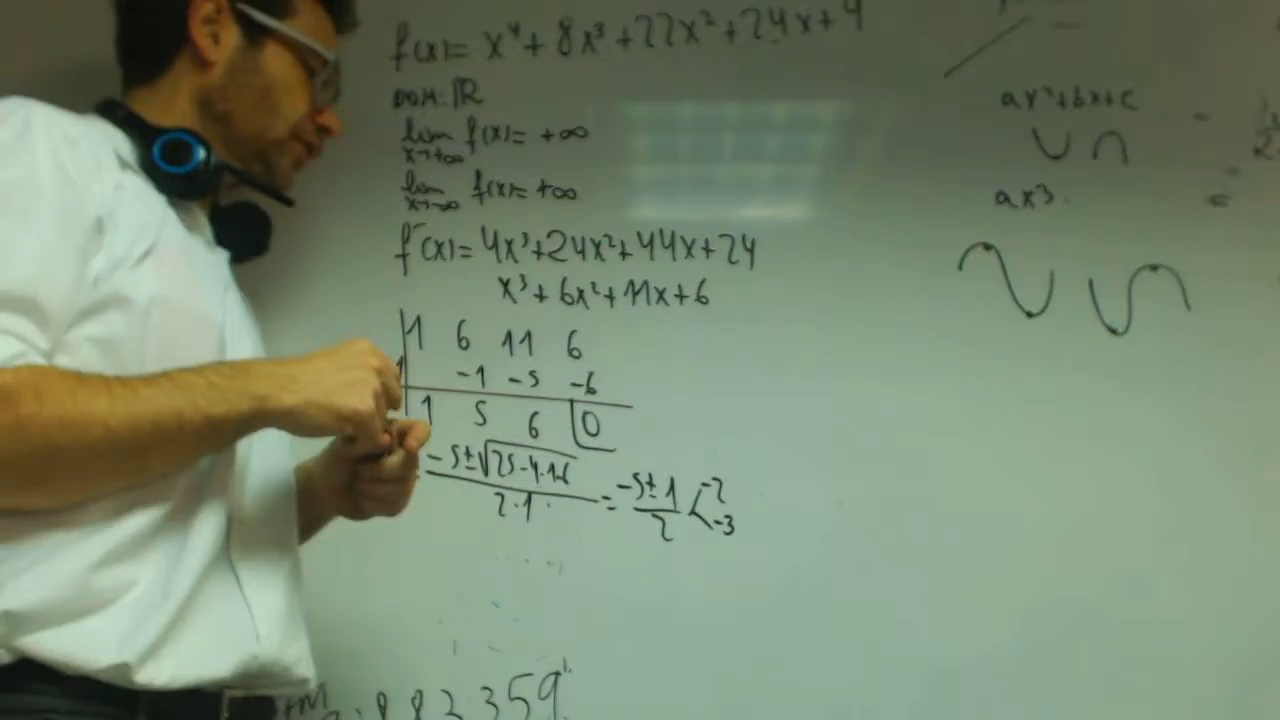 f(x)= x⁴+8x³+22x²+24x+4
DOM: ℝ
lim x→+∞ f(x)= +∞
lim x→-∞ f(x)= +∞
f'(x)= 4x³+24x²+44x+24
x³+6x²+11x+6
1 6 11 6
-1 -5 -6
1 5 6 0
-5±√25-4·1·6
2·1
= -5±1
2
-2
-3
883359
ax²+bx+c
ax³